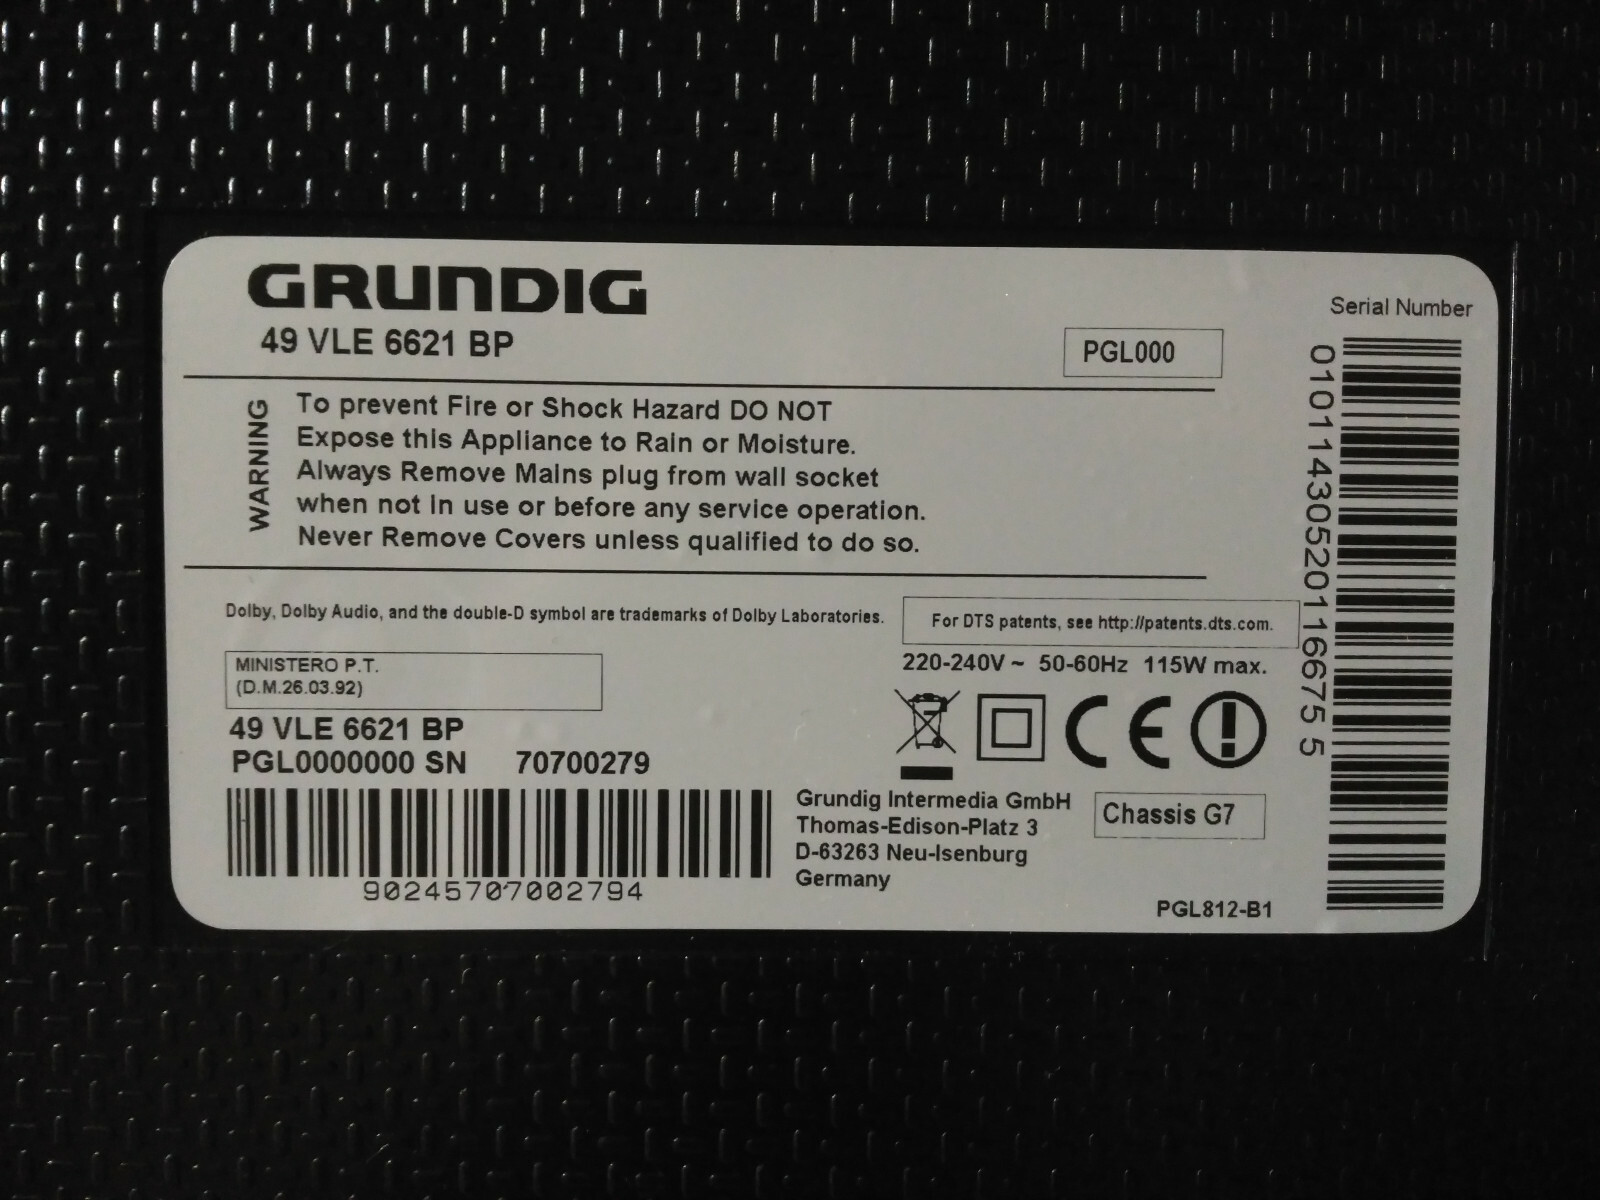 GRUNDIG
49 VLE 6621 BP
PGL000
Serial Number
WARNING
To prevent Fire or Shock Hazard DO NOT
Expose this Appliance to Rain or Moisture.
Always Remove Mains plug from wall socket
when not in use or before any service operation.
Never Remove Covers unless qualified to do so.
Dolby, Dolby Audio, and the double-D symbol are trademarks of Dolby Laboratories.
For DTS patents, see http://patents.dts.com.
MINISTERO P.T.
(D.M.26.03.92)
220-240V ~ 50-60Hz 115W max.
49 VLE 6621 BP
PGL0000000 SN 70700279
CE
90245707002794
Grundig Intermedia GmbH
Thomas-Edison-Platz 3
D-63263 Neu-Isenburg
Germany
Chassis G7
PGL812-B1
01011430520116675 5